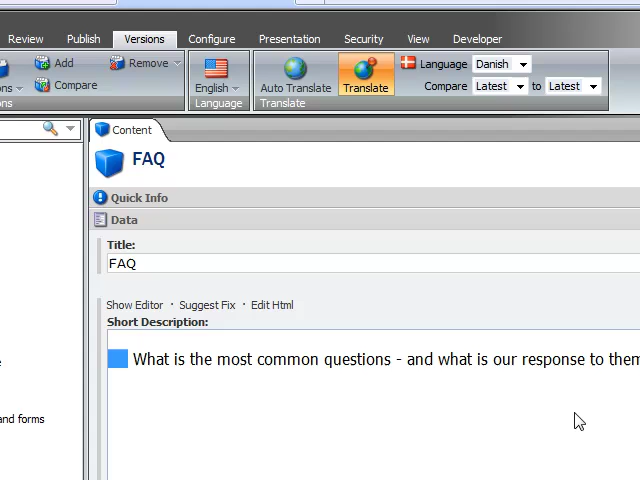 Review Publish Versions Configure Presentation Security View Developer
Add Remove Language Danish
Compare English Auto Translate Translate Compare: Latest to Latest
Language Translate
Content
FAQ
Quick Info
Data
Title:
FAQ
Show Editor · Suggest Fix · Edit Html
Short Description:
What is the most common questions - and what is our response to them
and forms